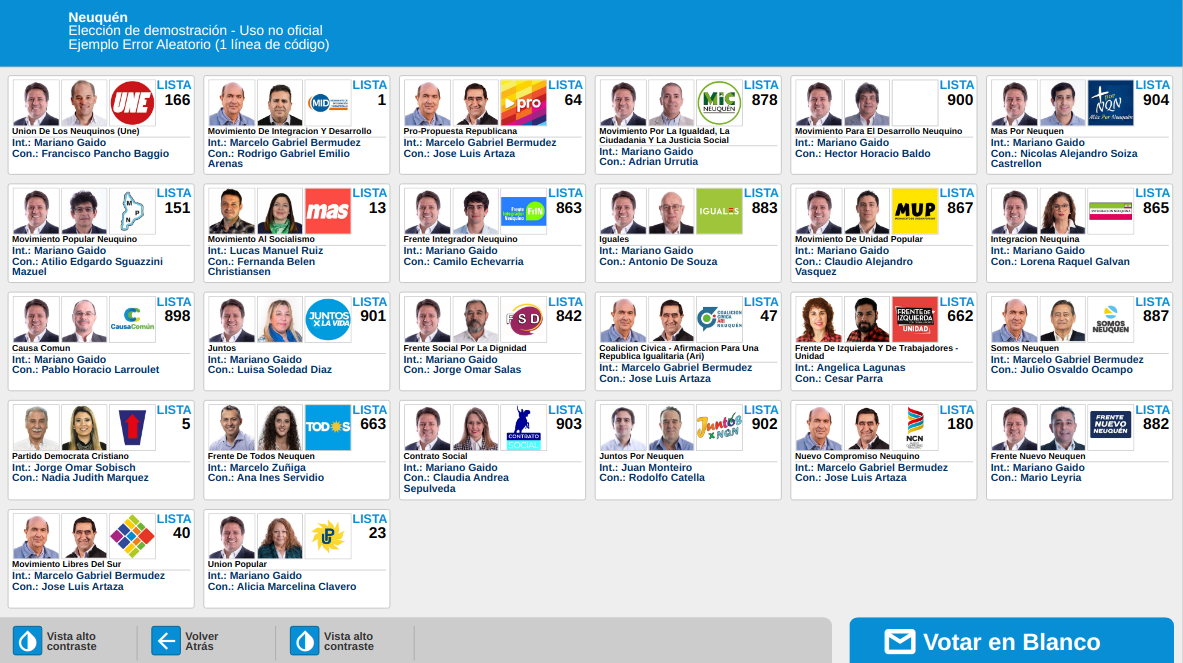 Neuquén
Elección de demostración - Uso no oficial
Ejemplo Error Aleatorio (1 línea de código)
UNE
LISTA
166
Union De Los Neuquinos (Une)
Int.: Mariano Gaido
Con.: Francisco Pancho Baggio
MID
LISTA
1
Movimiento De Integracion Y Desarrollo
Int.: Marcelo Gabriel Bermudez
Con.: Rodrigo Gabriel Emilio
Arenas
pro
LISTA
64
Pro-Propuesta Republicana
Int.: Marcelo Gabriel Bermudez
Con.: Jose Luis Artaza
MiC
NEUQUÉN
LISTA
878
Movimiento Por La Igualdad, La
Ciudadania Y La Justicia Social
Int.: Mariano Gaido
Con.: Adrian Urrutia
LISTA
900
Movimiento Para El Desarrollo Neuquino
Int.: Mariano Gaido
Con.: Hector Horacio Baldo
NQN
Más Por Neuquén
LISTA
904
Mas Por Neuquen
Int.: Mariano Gaido
Con.: Nicolas Alejandro Soiza
Castrellon
M
P
N
LISTA
151
Movimiento Popular Neuquino
Int.: Mariano Gaido
Con.: Atilio Edgardo Sguazzini
Mazuel
mas
LISTA
13
Movimiento Al Socialismo
Int.: Lucas Manuel Ruiz
Con.: Fernanda Belen
Christiansen
Frente
Integrador
Neuquino
FrIN
LISTA
863
Frente Integrador Neuquino
Int.: Mariano Gaido
Con.: Camilo Echevarria
IGUALES
LISTA
883
Iguales
Int.: Mariano Gaido
Con.: Antonio De Souza
MUP
LISTA
867
Movimiento De Unidad Popular
Int.: Mariano Gaido
Con.: Claudio Alejandro
Vasquez
LISTA
865
Integracion Neuquina
Int.: Mariano Gaido
Con.: Lorena Raquel Galvan
CausaComún
LISTA
898
Causa Comun
Int.: Mariano Gaido
Con.: Pablo Horacio Larroulet
JUNTOS
X LA VIDA
LISTA
901
Juntos
Int.: Mariano Gaido
Con.: Luisa Soledad Diaz
FSD
LISTA
842
Frente Social Por La Dignidad
Int.: Mariano Gaido
Con.: Jorge Omar Salas
COALICION
CIVICA
ARI
NEUQUÉN
LISTA
47
Coalicion Civica - Afirmacion Para Una
Republica Igualitaria (Ari)
Int.: Marcelo Gabriel Bermudez
Con.: Jose Luis Artaza
FRENTE DE
IZQUIERDA
UNIDAD
LISTA
662
Frente De Izquierda Y De Trabajadores -
Unidad
Int.: Angelica Lagunas
Con.: Cesar Parra
SOMOS
NEUQUÉN
LISTA
887
Somos Neuquen
Int.: Marcelo Gabriel Bermudez
Con.: Julio Osvaldo Ocampo
LISTA
5
Partido Democrata Cristiano
Int.: Jorge Omar Sobisch
Con.: Nadia Judith Marquez
TODOS
LISTA
663
Frente De Todos Neuquen
Int.: Marcelo Zuñiga
Con.: Ana Ines Servidio
CONTRATO
SOCIAL
LISTA
903
Contrato Social
Int.: Mariano Gaido
Con.: Claudia Andrea
Sepulveda
Juntos
x NQN
LISTA
902
Juntos Por Neuquen
Int.: Juan Monteiro
Con.: Rodolfo Catella
NCN
LISTA
180
Nuevo Compromiso Neuquino
Int.: Marcelo Gabriel Bermudez
Con.: Jose Luis Artaza
FRENTE
NUEVO
NEUQUÉN
LISTA
882
Frente Nuevo Neuquen
Int.: Mariano Gaido
Con.: Mario Leyria
LISTA
40
Movimiento Libres Del Sur
Int.: Marcelo Gabriel Bermudez
Con.: Jose Luis Artaza
UP
LISTA
23
Union Popular
Int.: Mariano Gaido
Con.: Alicia Marcelina Clavero
Vista alto
contraste
Volver
Atrás
Vista alto
contraste
Votar en Blanco